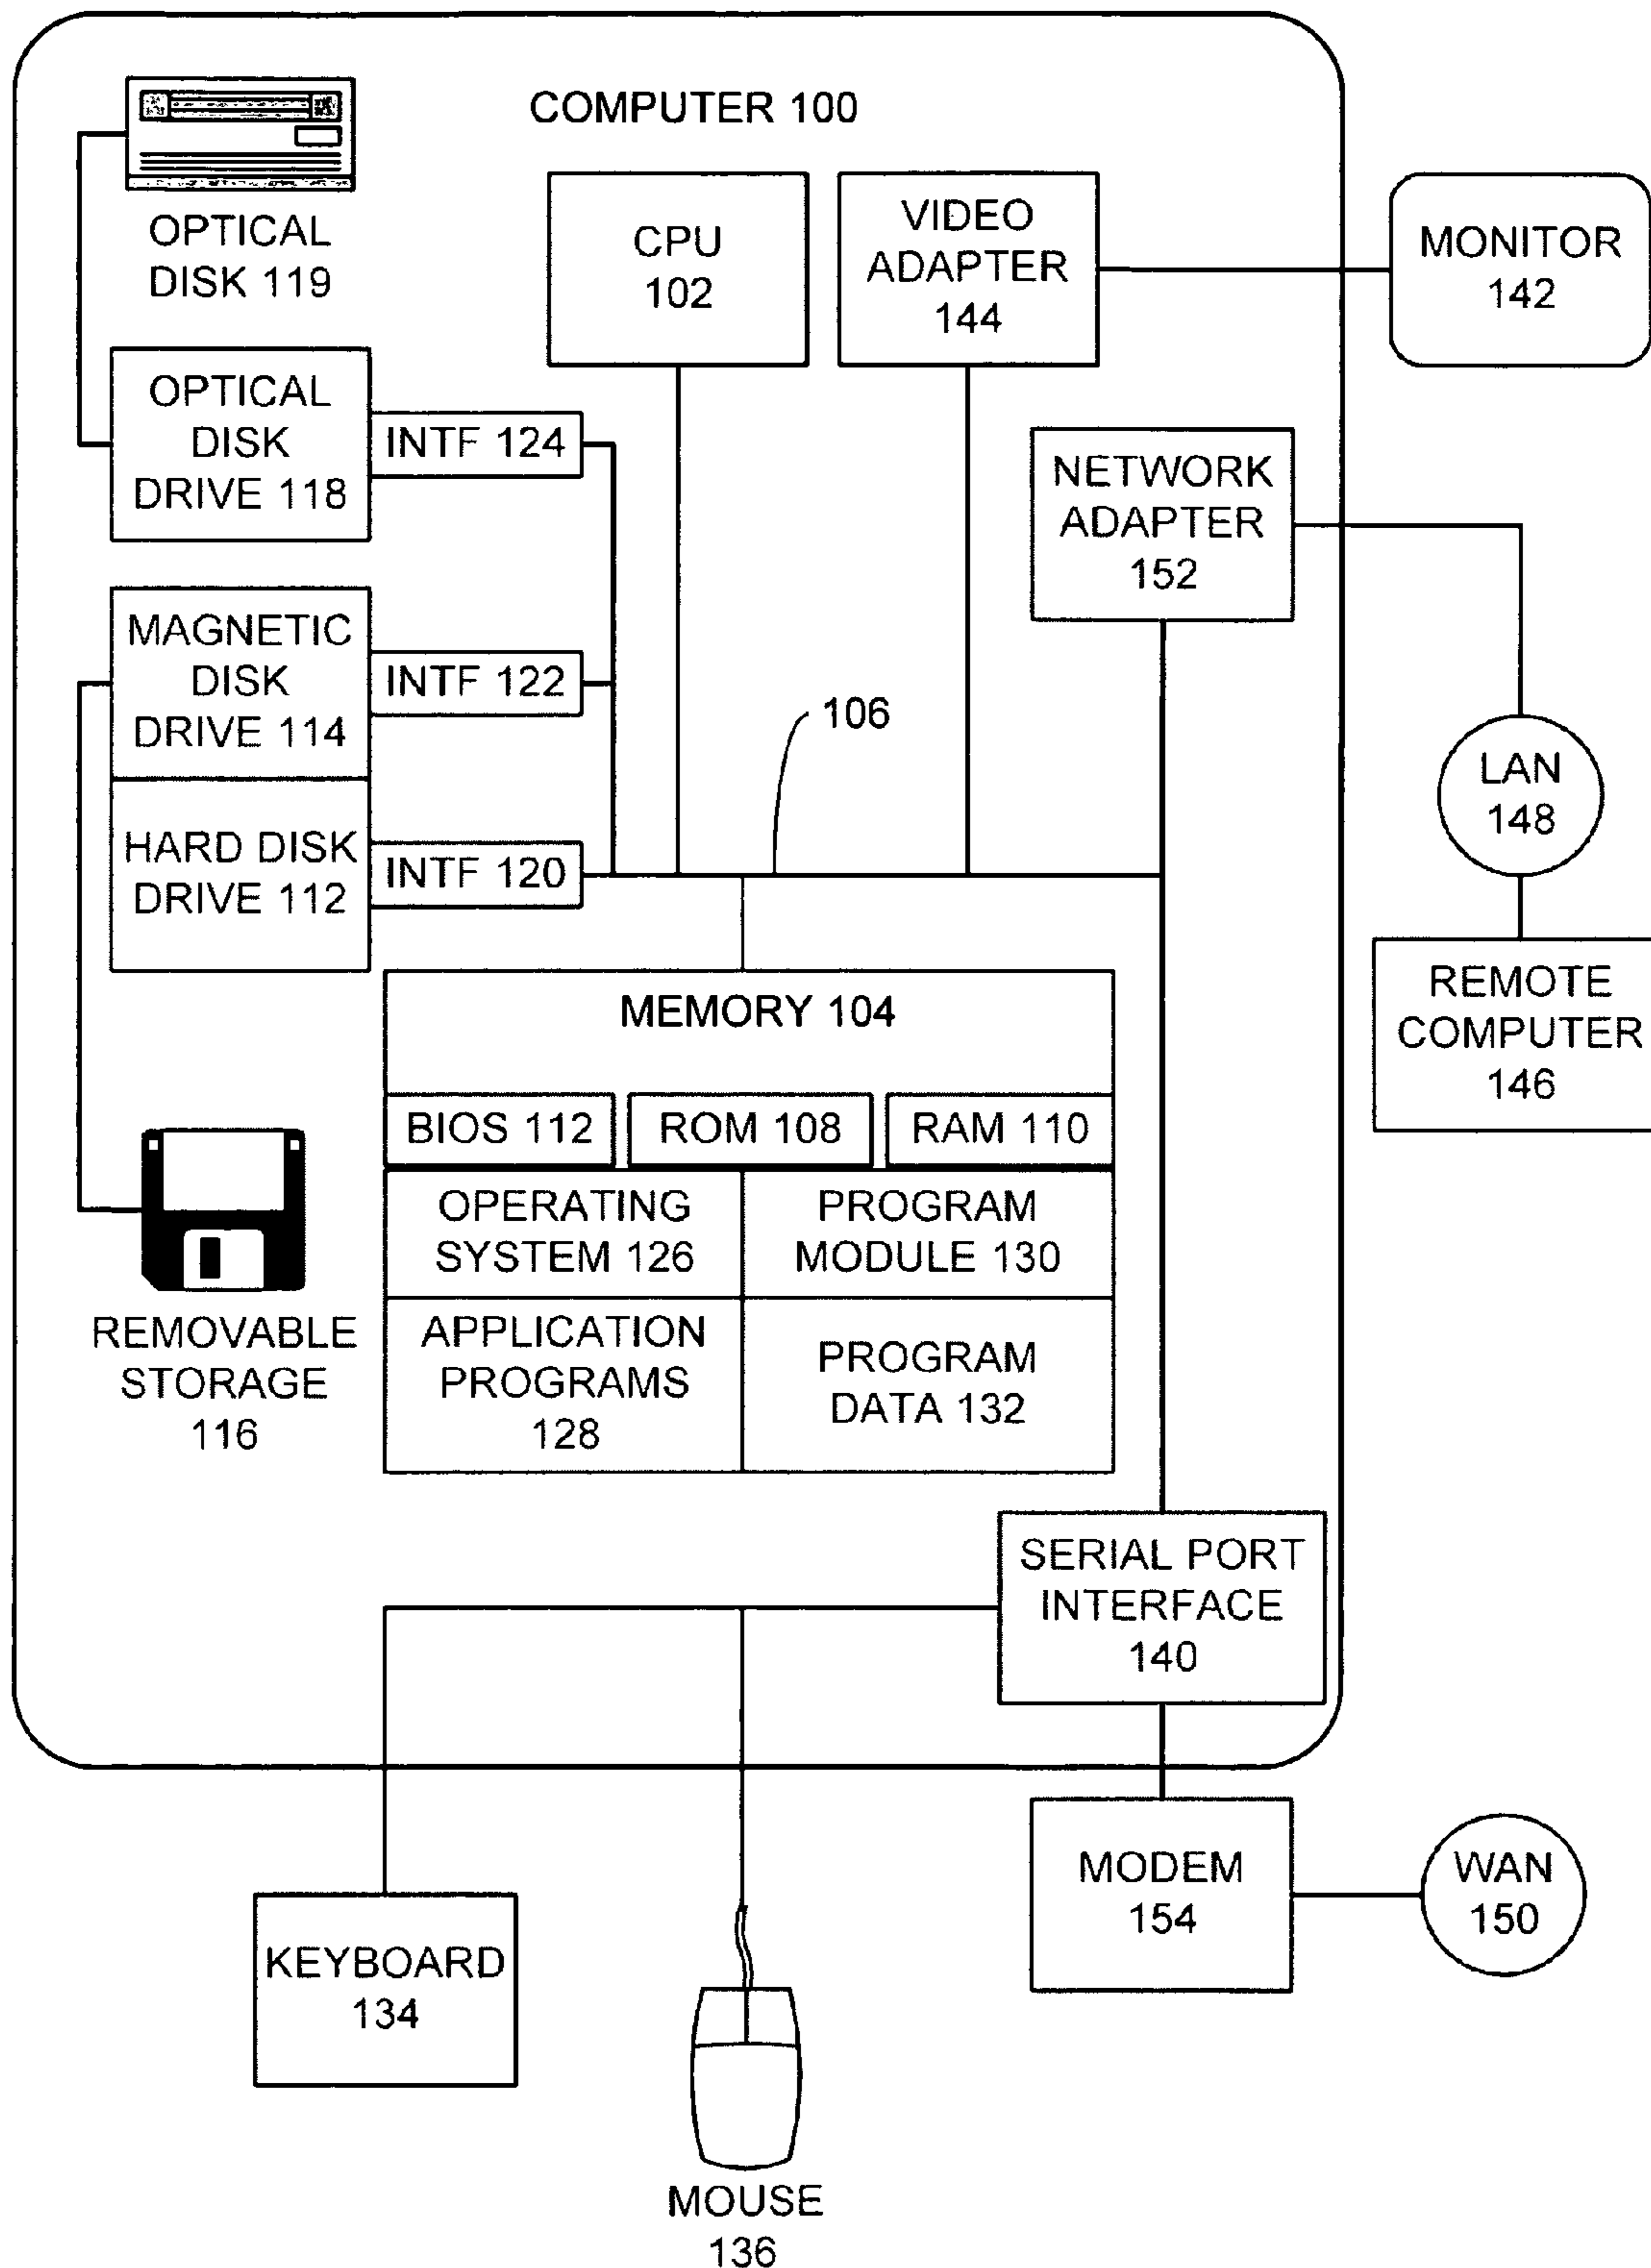 COMPUTER 100
OPTICAL
DISK 119
CPU
102
VIDEO
ADAPTER
144
MONITOR
142
OPTICAL
DISK
DRIVE 118
INTF 124
NETWORK
ADAPTER
152
MAGNETIC
DISK
DRIVE 114
INTF 122
106
LAN
148
HARD DISK
DRIVE 112
INTF 120
REMOTE
COMPUTER
146
MEMORY 104
BIOS 112
ROM 108
RAM 110
OPERATING
SYSTEM 126
PROGRAM
MODULE 130
APPLICATION
PROGRAMS
128
PROGRAM
DATA 132
REMOVABLE
STORAGE
116
SERIAL PORT
INTERFACE
140
MODEM
154
WAN
150
KEYBOARD
134
MOUSE
136